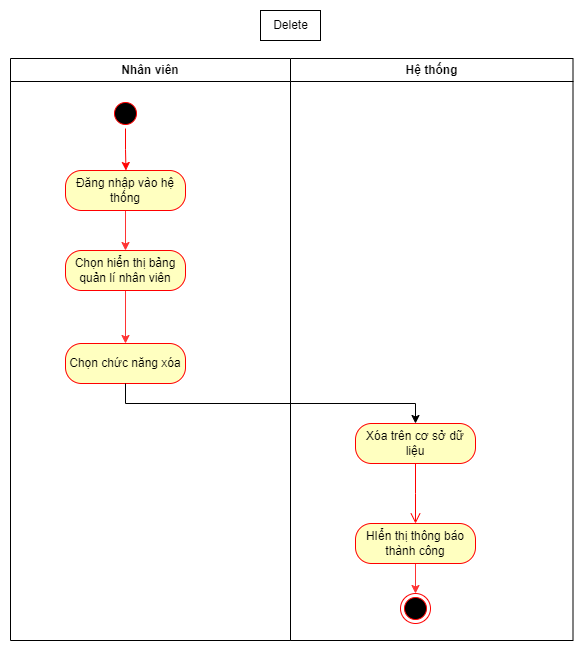 Delete
Nhân viên
Hệ thống
Đăng nhập vào hệ
thống
Chọn hiển thị bảng
quản lí nhân viên
Chọn chức năng xóa
Xóa trên cơ sở dữ
liệu
HIển thị thông báo
thành công